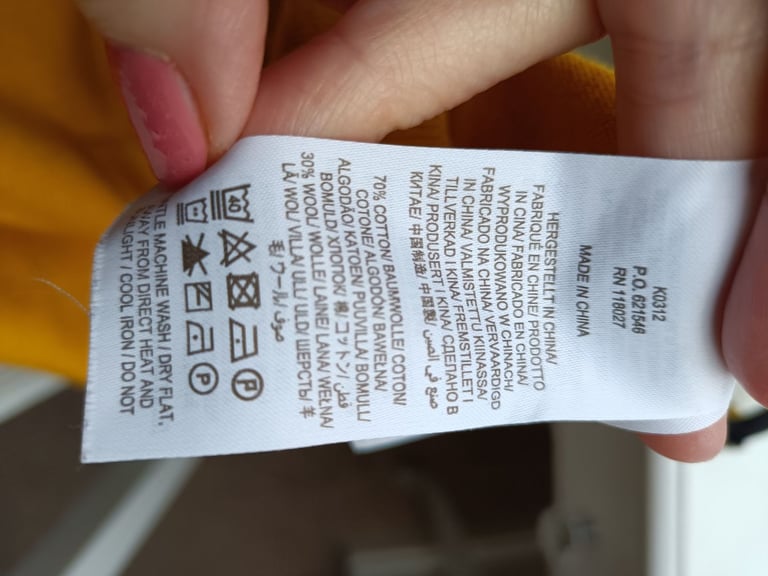 K0312
P.O. 621546
RN 118027
MADE IN CHINA
HERGESTELLT IN CHINA/
FABRIQUÉ EN CHINE/ PRODOTTO
IN CINA/ FABRICADO EN CHINA/
WYPRODUKOWANO W CHINACH/
FABRICADO NA CHINA/ VERVAARDIGD
IN CHINA/ VALMISTETTU KIINASSA/
TILLVERKAD I KINA/ FREMSTILLET I
KINA/ PRODUSERT I KINA/ СДЕЛАНО В
КИТАЕ/ 中国制造/ 中国製/ صنع في الصين
70% COTTON/ BAUMWOLLE/ COTON/
COTONE/ ALGODÓN/ BAWEŁNA/
ALGODÃO/ KATOEN/ PUUVILLA/ BOMULL/
BOMULD/ ХЛОПОК/ 棉/ コットン/ قطن
30% WOOL/ WOLLE/ LAINE/ LANA/ WEŁNA/
LÃ/ WOL/ VILLA/ ULL/ ULD/ ШЕРСТЬ/ 羊
毛/ ウール/ صوف
40
TLE MACHINE WASH / DRY FLAT,
WAY FROM DIRECT HEAT AND
LIGHT / COOL IRON / DO NOT